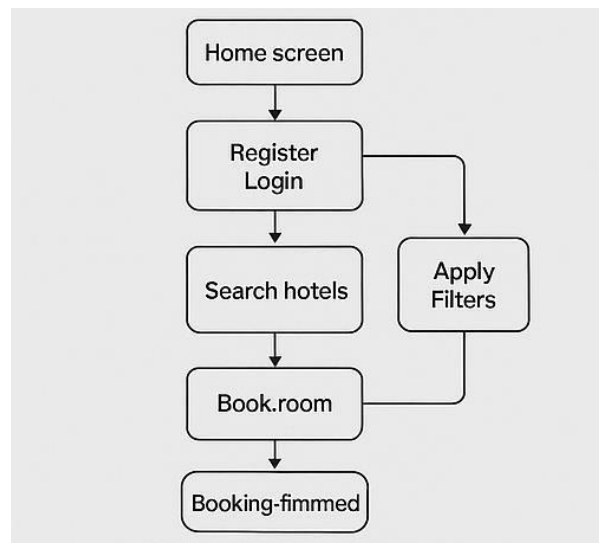 Home screen
Register
Login
Search hotels
Apply
Filters
Book.room
Booking-fimmed